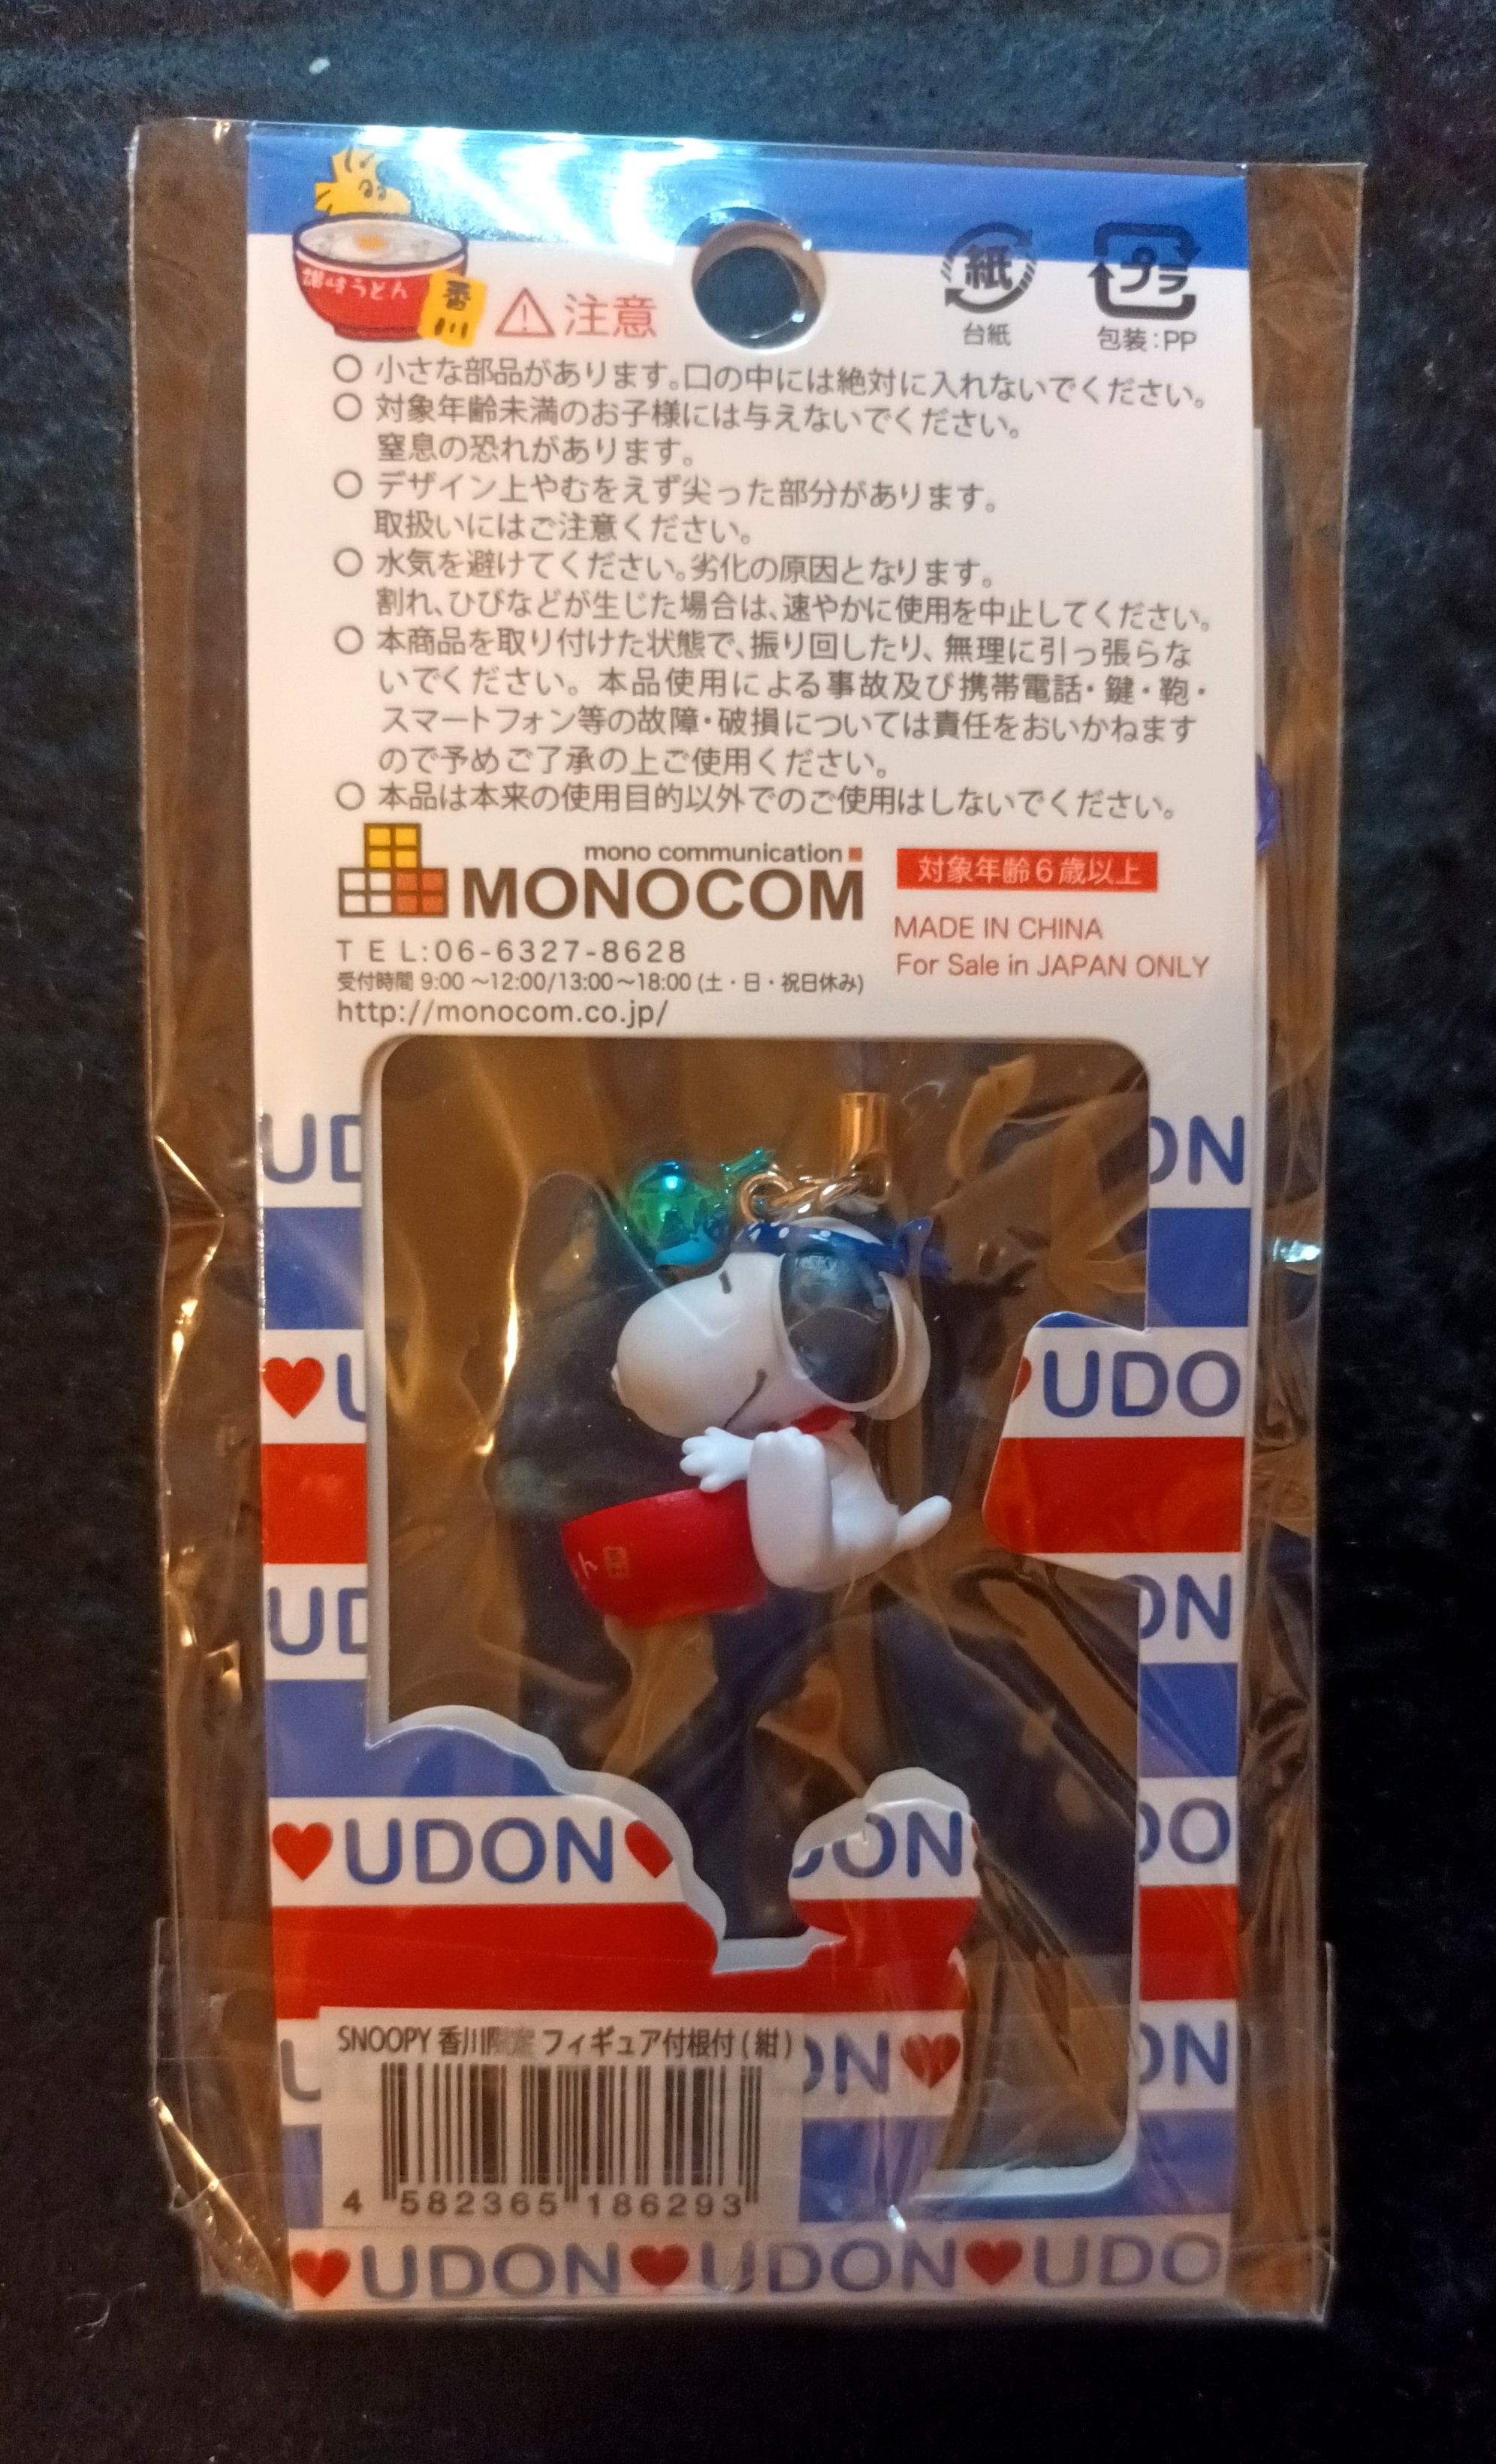 讃岐うどん
香川
注意
紙
台紙
プラ
包装:PP
○ 小さな部品があります。口の中には絶対に入れないでください。
○ 対象年齢未満のお子様には与えないでください。
窒息の恐れがあります。
○ デザイン上やむをえず尖った部分があります。
取扱いにはご注意ください。
○ 水気を避けてください。劣化の原因となります。
割れ、ひびなどが生じた場合は、速やかに使用を中止してください。
○ 本商品を取り付けた状態で、振り回したり、無理に引っ張らな
いでください。本品使用による事故及び携帯電話・鍵・鞄・
スマートフォン等の故障・破損については責任をおいかねます
ので予めご了承の上ご使用ください。
○ 本品は本来の使用目的以外でのご使用はしないでください。
mono communication
MONOCOM
対象年齢6歳以上
TEL:06-6327-8628
MADE IN CHINA
受付時間 9:00 〜12:00/13:00〜18:00 (土・日・祝日休み)
For Sale in JAPAN ONLY
http://monocom.co.jp/
UD ON
♥U ♥UDO
UD ON
♥UDON♥ DON DO
SNOOPY 香川限定 フィギュア付根付(紺)
ON♥ ON
4 582365 186293
♥UDON♥UDON♥UDO